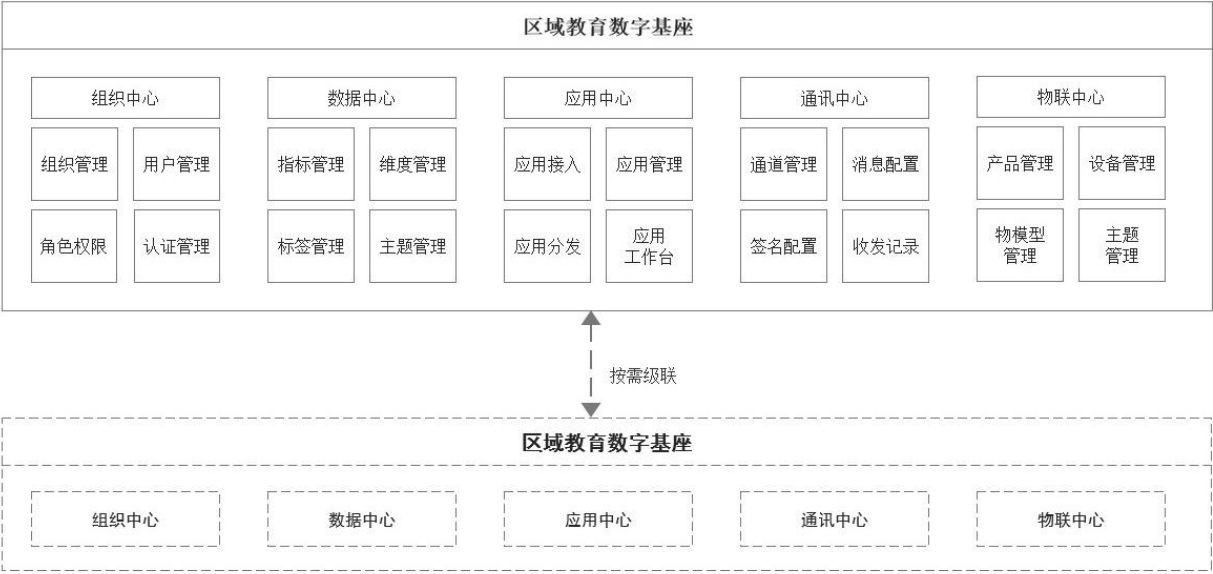 区域教育数字基座
组织中心
数据中心
应用中心
通讯中心
物联中心
组织管理
用户管理
指标管理
维度管理
应用接入
应用管理
通道管理
消息配置
产品管理
设备管理
角色权限
认证管理
标签管理
主题管理
应用分发
应用
工作台
签名配置
收发记录
物模型
管理
主题
管理
按需级联
区域教育数字基座
组织中心
数据中心
应用中心
通讯中心
物联中心